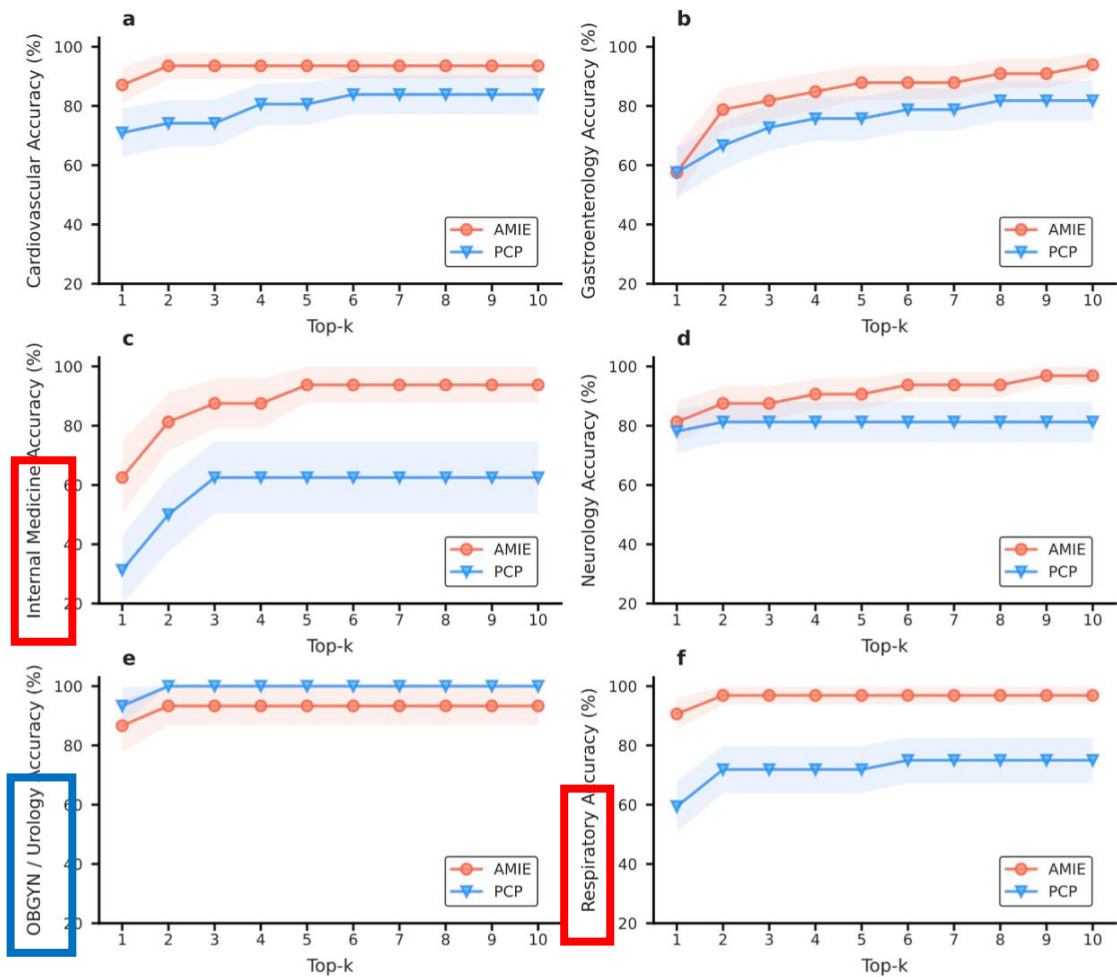 a
Cardiovascular Accuracy (%)
100
80
60
40
20
AMIE
PCP
1 2 3 4 5 6 7 8 9 10
Top-k
b
Gastroenterology Accuracy (%)
100
80
60
40
20
AMIE
PCP
1 2 3 4 5 6 7 8 9 10
Top-k
c
Internal Medicine Accuracy (%)
100
80
60
40
20
AMIE
PCP
1 2 3 4 5 6 7 8 9 10
Top-k
d
Neurology Accuracy (%)
100
80
60
40
20
AMIE
PCP
1 2 3 4 5 6 7 8 9 10
Top-k
e
OBGYN / Urology Accuracy (%)
100
80
60
40
20
AMIE
PCP
1 2 3 4 5 6 7 8 9 10
Top-k
f
Respiratory Accuracy (%)
100
80
60
40
20
AMIE
PCP
1 2 3 4 5 6 7 8 9 10
Top-k